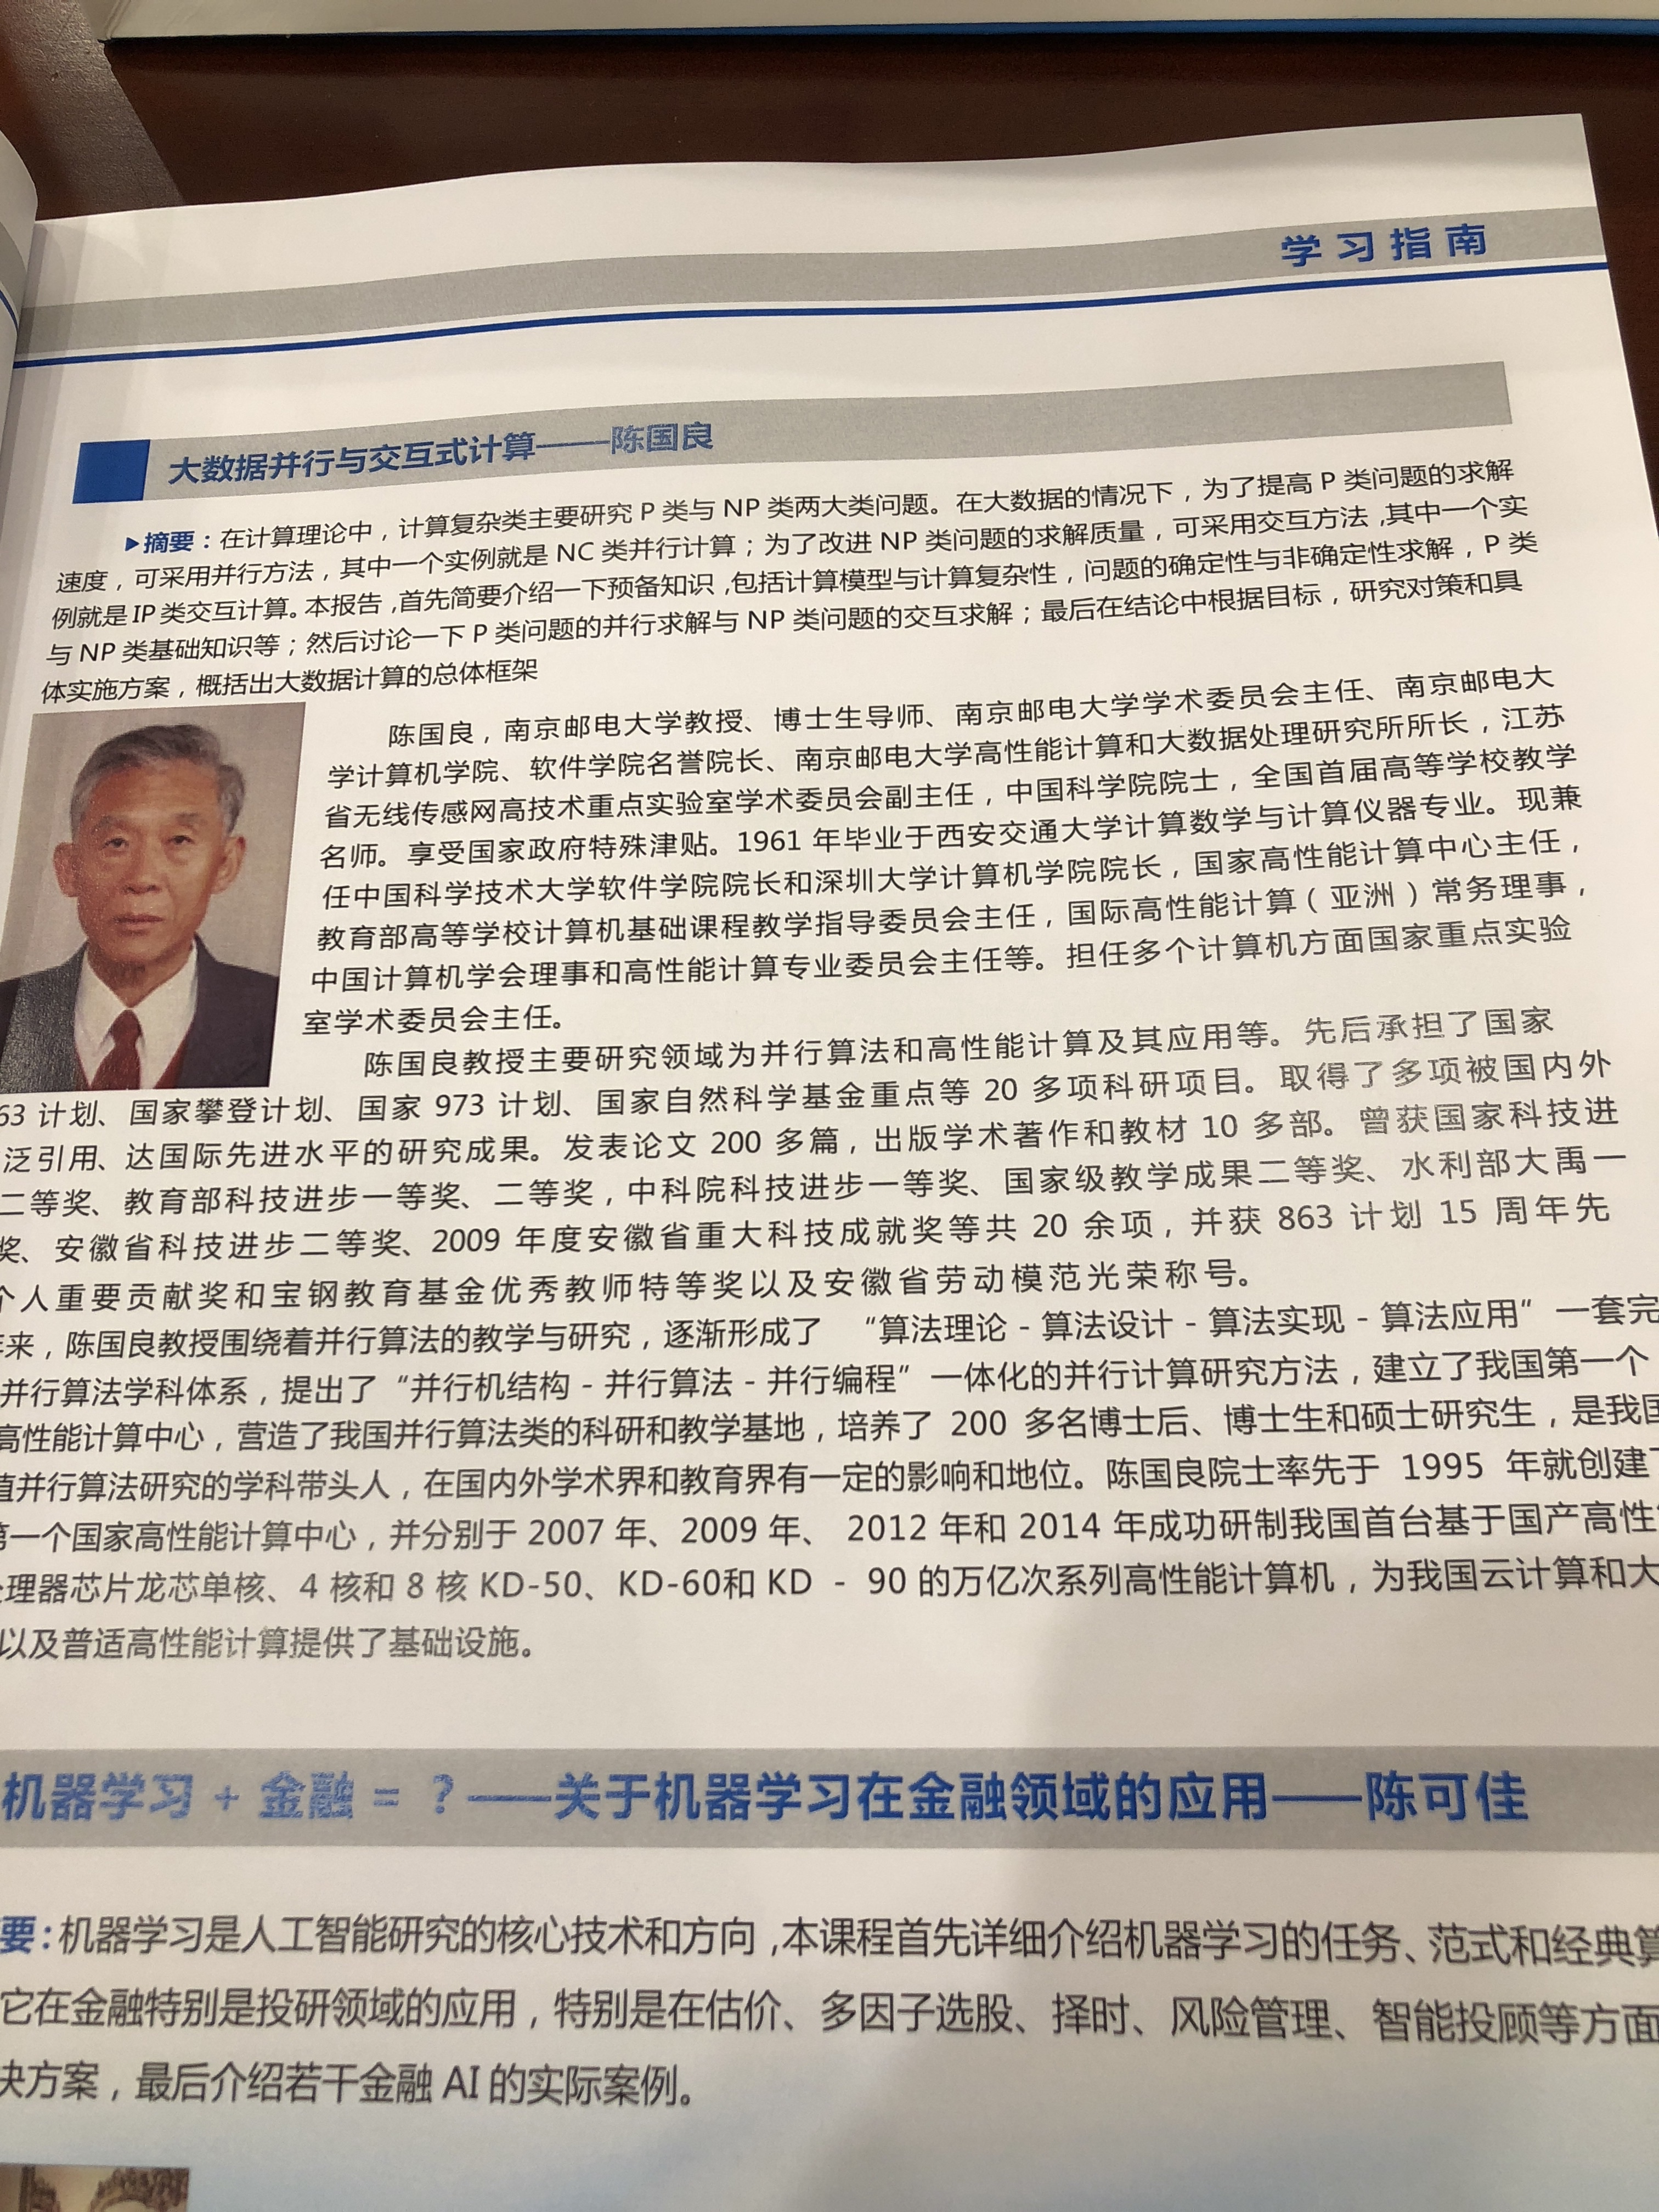 学习指南
大数据并行与交互式计算——陈国良
▶摘要：在计算理论中，计算复杂类主要研究 P 类与 NP 类两大类问题。在大数据的情况下，为了提高 P 类问题的求解
速度，可采用并行方法，其中一个实例就是 NC 类并行计算；为了改进 NP 类问题的求解质量，可采用交互方法，其中一个实
例就是 IP 类交互计算。本报告，首先简要介绍一下预备知识，包括计算模型与计算复杂性，问题的确定性与非确定性求解，P 类
与 NP 类基础知识等；然后讨论一下 P 类问题的并行求解与 NP 类问题的交互求解；最后在结论中根据目标，研究对策和具
体实施方案，概括出大数据计算的总体框架
陈国良，南京邮电大学教授、博士生导师、南京邮电大学学术委员会主任、南京邮电大
学计算机学院、软件学院名誉院长、南京邮电大学高性能计算和大数据处理研究所所长，江苏
省无线传感网高技术重点实验室学术委员会副主任，中国科学院院士，全国首届高等学校教学
名师。享受国家政府特殊津贴。1961 年毕业于西安交通大学计算数学与计算仪器专业。现兼
任中国科学技术大学软件学院院长和深圳大学计算机学院院长，国家高性能计算中心主任，
教育部高等学校计算机基础课程教学指导委员会主任，国际高性能计算（亚洲）常务理事，
中国计算机学会理事和高性能计算专业委员会主任等。担任多个计算机方面国家重点实验
室学术委员会主任。
陈国良教授主要研究领域为并行算法和高性能计算及其应用等。先后承担了国家
63 计划、国家攀登计划、国家 973 计划、国家自然科学基金重点等 20 多项科研项目。取得了多项被国内外
泛引用、达国际先进水平的研究成果。发表论文 200 多篇，出版学术著作和教材 10 多部。曾获国家科技进
二等奖、教育部科技进步一等奖、二等奖，中科院科技进步一等奖、国家级教学成果二等奖、水利部大禹一
奖、安徽省科技进步二等奖、2009 年度安徽省重大科技成就奖等共 20 余项，并获 863 计划 15 周年先
个人重要贡献奖和宝钢教育基金优秀教师特等奖以及安徽省劳动模范光荣称号。
来，陈国良教授围绕着并行算法的教学与研究，逐渐形成了 “算法理论 - 算法设计 - 算法实现 - 算法应用” 一套完
并行算法学科体系，提出了 “并行机结构 - 并行算法 - 并行编程” 一体化的并行计算研究方法，建立了我国第一个
高性能计算中心，营造了我国并行算法类的科研和教学基地，培养了 200 多名博士后、博士生和硕士研究生，是我国
值并行算法研究的学科带头人，在国内外学术界和教育界有一定的影响和地位。陈国良院士率先于 1995 年就创建了
第一个国家高性能计算中心，并分别于 2007 年、2009 年、 2012 年和 2014 年成功研制我国首台基于国产高性
理器芯片龙芯单核、4 核和 8 核 KD-50、KD-60和 KD - 90 的万亿次系列高性能计算机，为我国云计算和大
以及普适高性能计算提供了基础设施。
机器学习 + 金融 = ？——关于机器学习在金融领域的应用——陈可佳
要：机器学习是人工智能研究的核心技术和方向，本课程首先详细介绍机器学习的任务、范式和经典算
它在金融特别是投研领域的应用，特别是在估价、多因子选股、择时、风险管理、智能投顾等方面
决方案，最后介绍若干金融 AI 的实际案例。